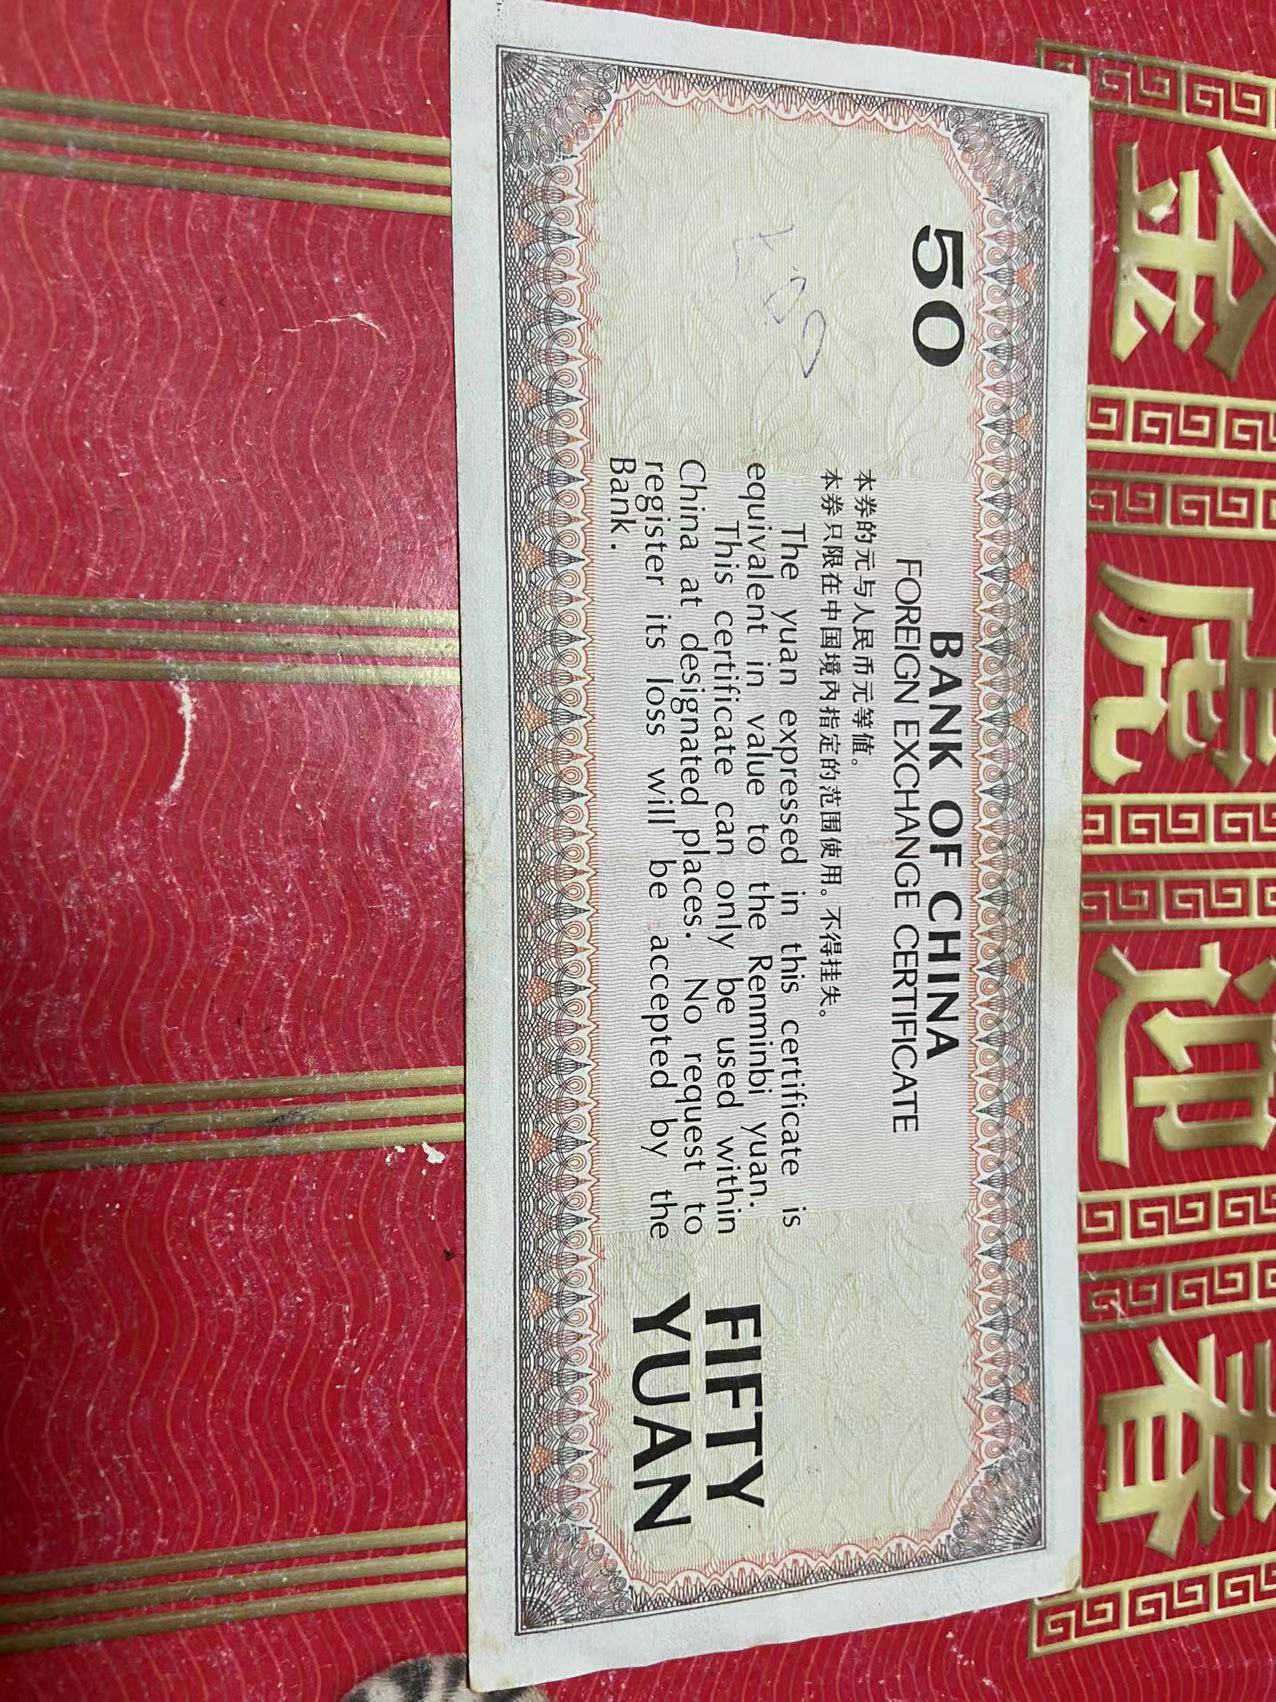 50
BANK OF CHINA
FOREIGN EXCHANGE CERTIFICATE
本券的元与人民币元等值。
本券只限在中国境内指定的范围使用。不得挂失。
The yuan expressed in this certificate is
equivalent in value to the Renminbi yuan.
This certificate can only be used within
China at designated places. No request to
register its loss will be accepted by the
Bank.
FIFTY
YUAN
金虎迎春